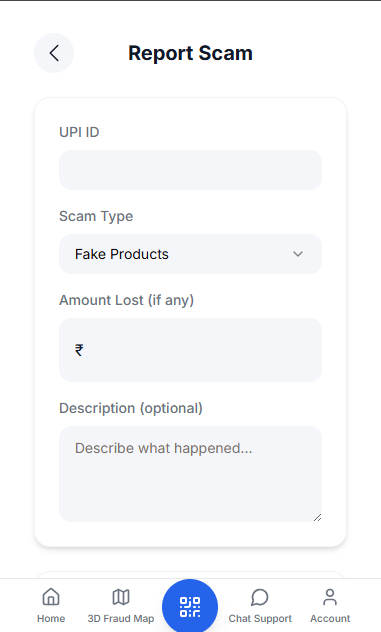 Report Scam
UPI ID
Scam Type
Fake Products
Amount Lost (if any)
₹
Description (optional)
Describe what happened...
Home
3D Fraud Map
Chat Support
Account